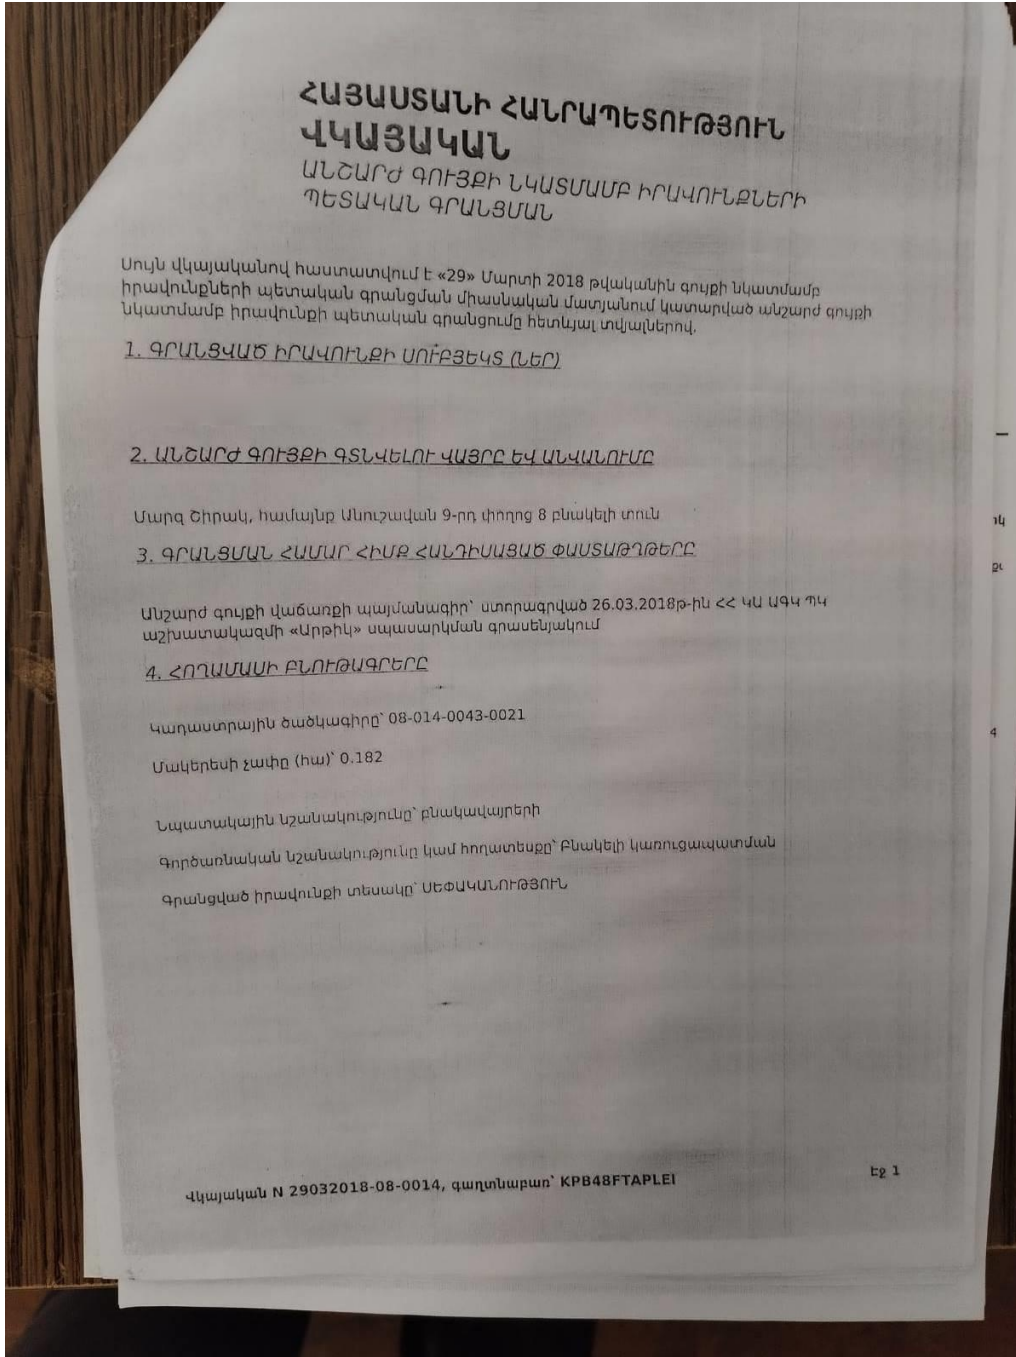 ՀԱՅԱՍՏԱՆԻ ՀԱՆՐԱՊԵՏՈՒԹՅՈՒՆ
ՎԿԱՅԱԿԱՆ
ԱՆՇԱՐԺ ԳՈՒՅՔԻ ՆԿԱՏՄԱՄԲ ԻՐԱՎՈՒՆՔՆԵՐԻ
ՊԵՏԱԿԱՆ ԳՐԱՆՑՄԱՆ
Սույն վկայականով հաստատվում է «29» Մարտի 2018 թվականին գույքի նկատմամբ
իրավունքների պետական գրանցման միասնական մատյանում կատարված անշարժ գույքի
նկատմամբ իրավունքի պետական գրանցումը հետևյալ տվյալներով.
1. ԳՐԱՆՑՎԱԾ ԻՐԱՎՈՒՆՔԻ ՍՈՒԲՅԵԿՏ (ՆԵՐ)
2. ԱՆՇԱՐԺ ԳՈՒՅՔԻ ԳՏՆՎԵԼՈՒ ՎԱՅՐԸ ԵՎ ԱՆՎԱՆՈՒՄԸ
Մարզ Շիրակ, համայնք Անուշավան 9-րդ փողոց 8 բնակելի տուն
3. ԳՐԱՆՑՄԱՆ ՀԱՄԱՐ ՀԻՄՔ ՀԱՆԴԻՍԱՑԱԾ ՓԱՍՏԱԹՂԹԵՐԸ
Անշարժ գույքի վաճառքի պայմանագիր՝ ստորագրված 26.03.2018թ-ին ՀՀ ԿԱ ԱԳԿ ՊԿ
աշխատակազմի «Արթիկ» սպասարկման գրասենյակում
4. ՀՈՂԱՄԱՍԻ ԲՆՈՒԹԱԳՐԵՐԸ
Կադաստրային ծածկագիրը՝ 08-014-0043-0021
Մակերեսի չափը (հա)՝ 0.182
Նպատակային նշանակությունը՝ բնակավայրերի
Գործառնական նշանակությունը կամ հողատեսքը՝ Բնակելի կառուցապատման
Գրանցված իրավունքի տեսակը՝ ՍԵՓԱԿԱՆՈՒԹՅՈՒՆ
Վկայական N 29032018-08-0014, գաղտնաբառ՝ KPB48FTAPLEI
Էջ 1